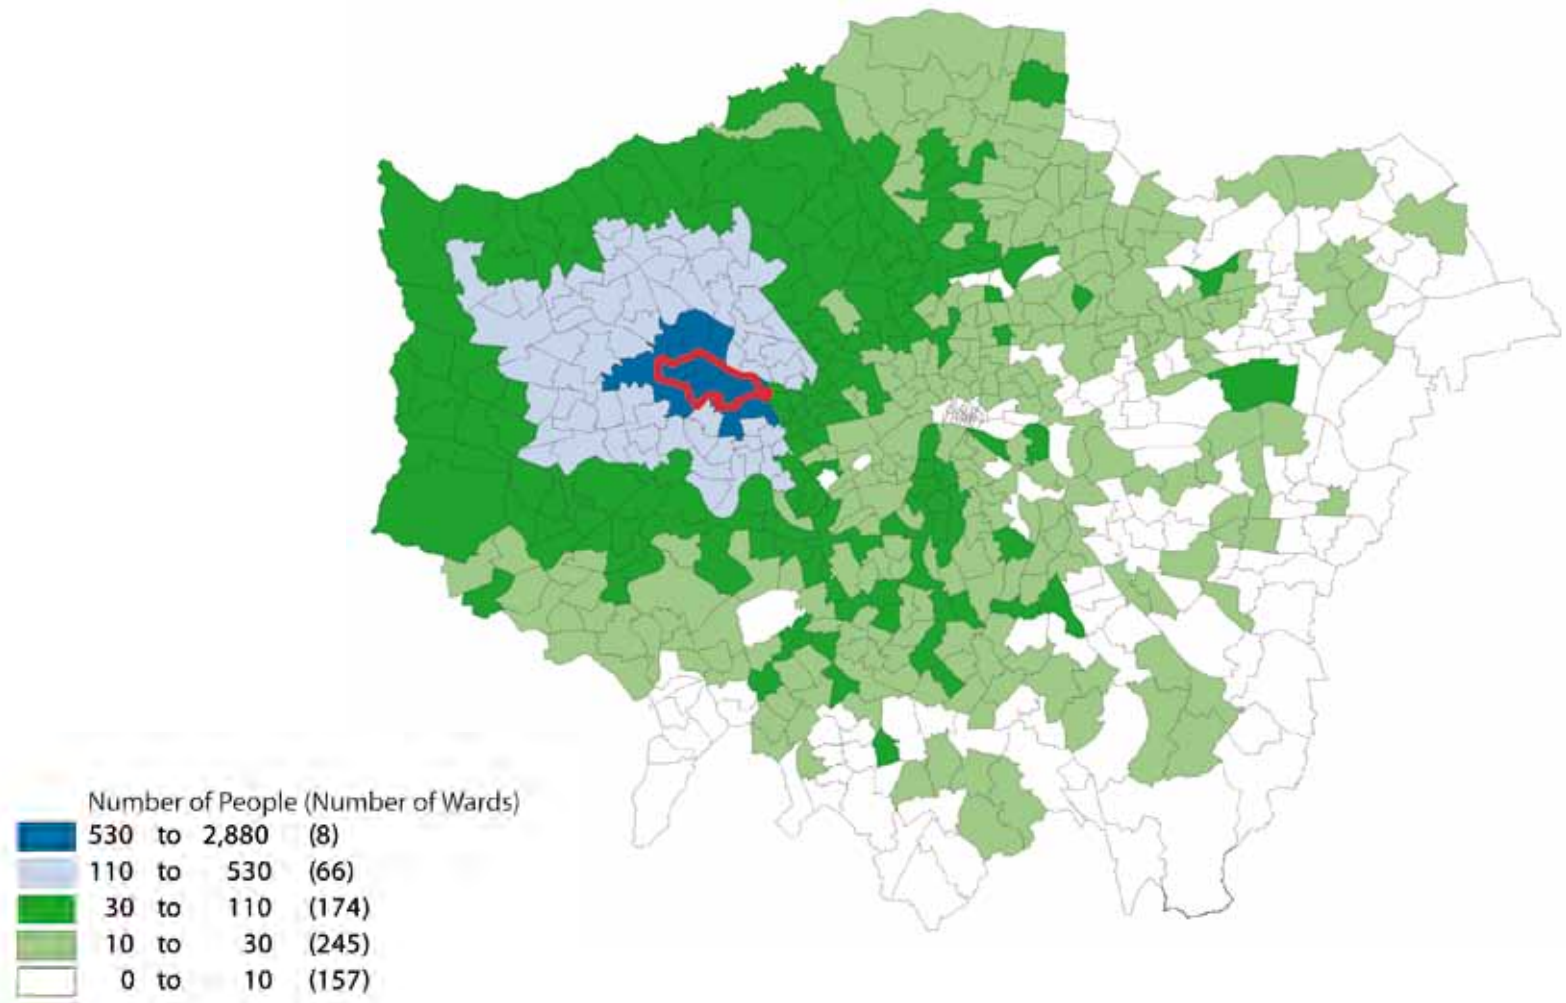 Number of People (Number of Wards)
530 to 2,880 (8)
110 to 530 (66)
30 to 110 (174)
10 to 30 (245)
0 to 10 (157)